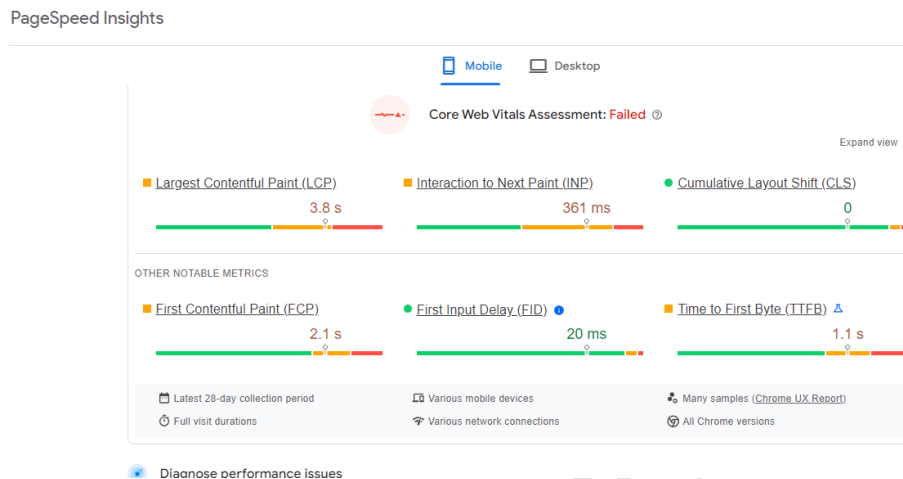 PageSpeed Insights
Mobile
Desktop
Core Web Vitals Assessment: Failed
Expand view
Largest Contentful Paint (LCP)
3.8 s
Interaction to Next Paint (INP)
361 ms
Cumulative Layout Shift (CLS)
0
OTHER NOTABLE METRICS
First Contentful Paint (FCP)
2.1 s
First Input Delay (FID)
20 ms
Time to First Byte (TTFB)
1.1 s
Latest 28-day collection period
Various mobile devices
Many samples (Chrome UX Report)
Full visit durations
Various network connections
All Chrome versions
Diagnose performance issues